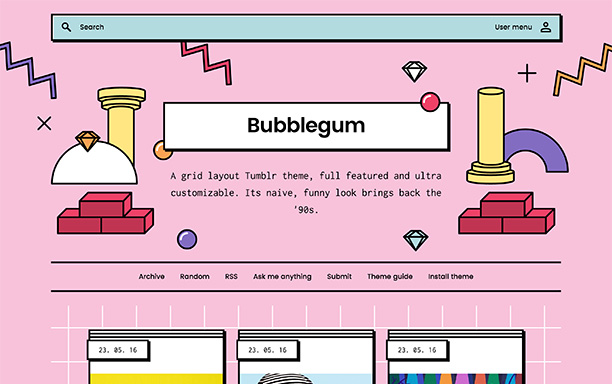 Search
User menu
Bubblegum
A grid layout Tumblr theme, full featured and ultra
customizable. Its naive, funny look brings back the
'90s.
Archive Random RSS Ask me anything Submit Theme guide Install theme
23. 05. 16 23. 05. 16 23. 05. 16